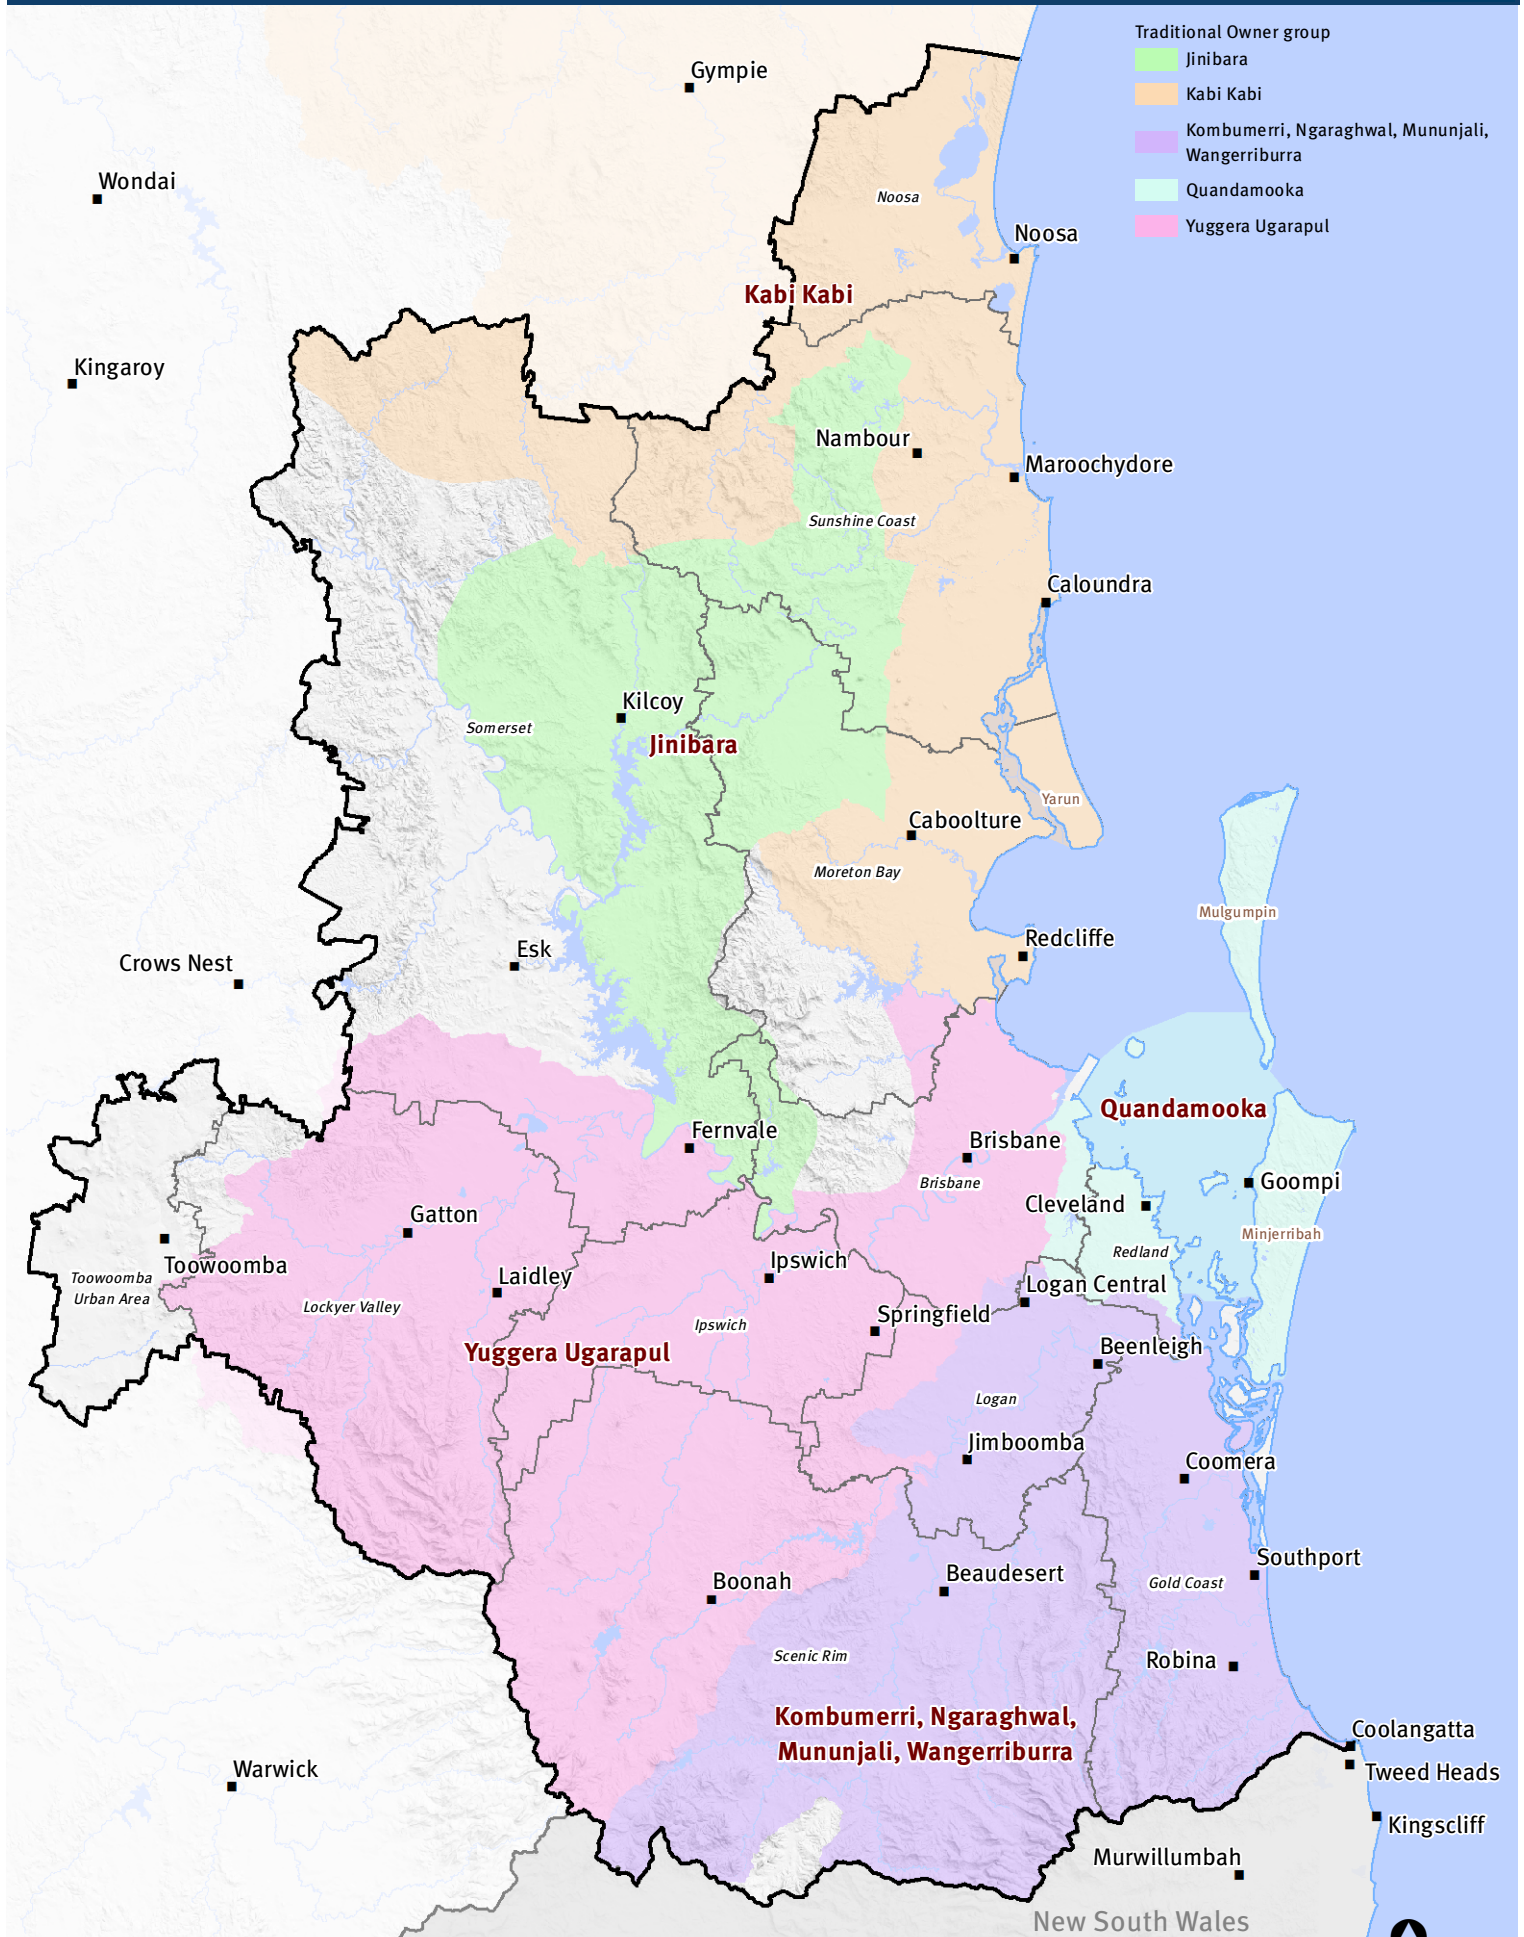 Traditional Owner group
Jinibara
Kabi Kabi
Kombumerri, Ngaraghwal, Mununjali,
Wangerriburra
Quandamooka
Yuggera Ugarapul
Gympie
Wondai
Noosa
Noosa
Kabi Kabi
Kingaroy
Nambour
Maroochydore
Sunshine Coast
Caloundra
Kilcoy
Somerset
Jinibara
Yarun
Caboolture
Moreton Bay
Mulgumpin
Redcliffe
Esk
Crows Nest
Quandamooka
Fernvale
Brisbane
Brisbane
Goompi
Cleveland
Gatton
Minjerribah
Redland
Toowoomba
Ipswich
Toowoomba
Urban Area
Laidley
Logan Central
Lockyer Valley
Springfield
Ipswich
Yuggera Ugarapul
Beenleigh
Logan
Jimboomba
Coomera
Southport
Beaudesert
Boonah
Gold Coast
Scenic Rim
Robina
Kombumerri, Ngaraghwal,
Mununjali, Wangerriburra
Coolangatta
Warwick
Tweed Heads
Kingscliff
Murwillumbah
New South Wales